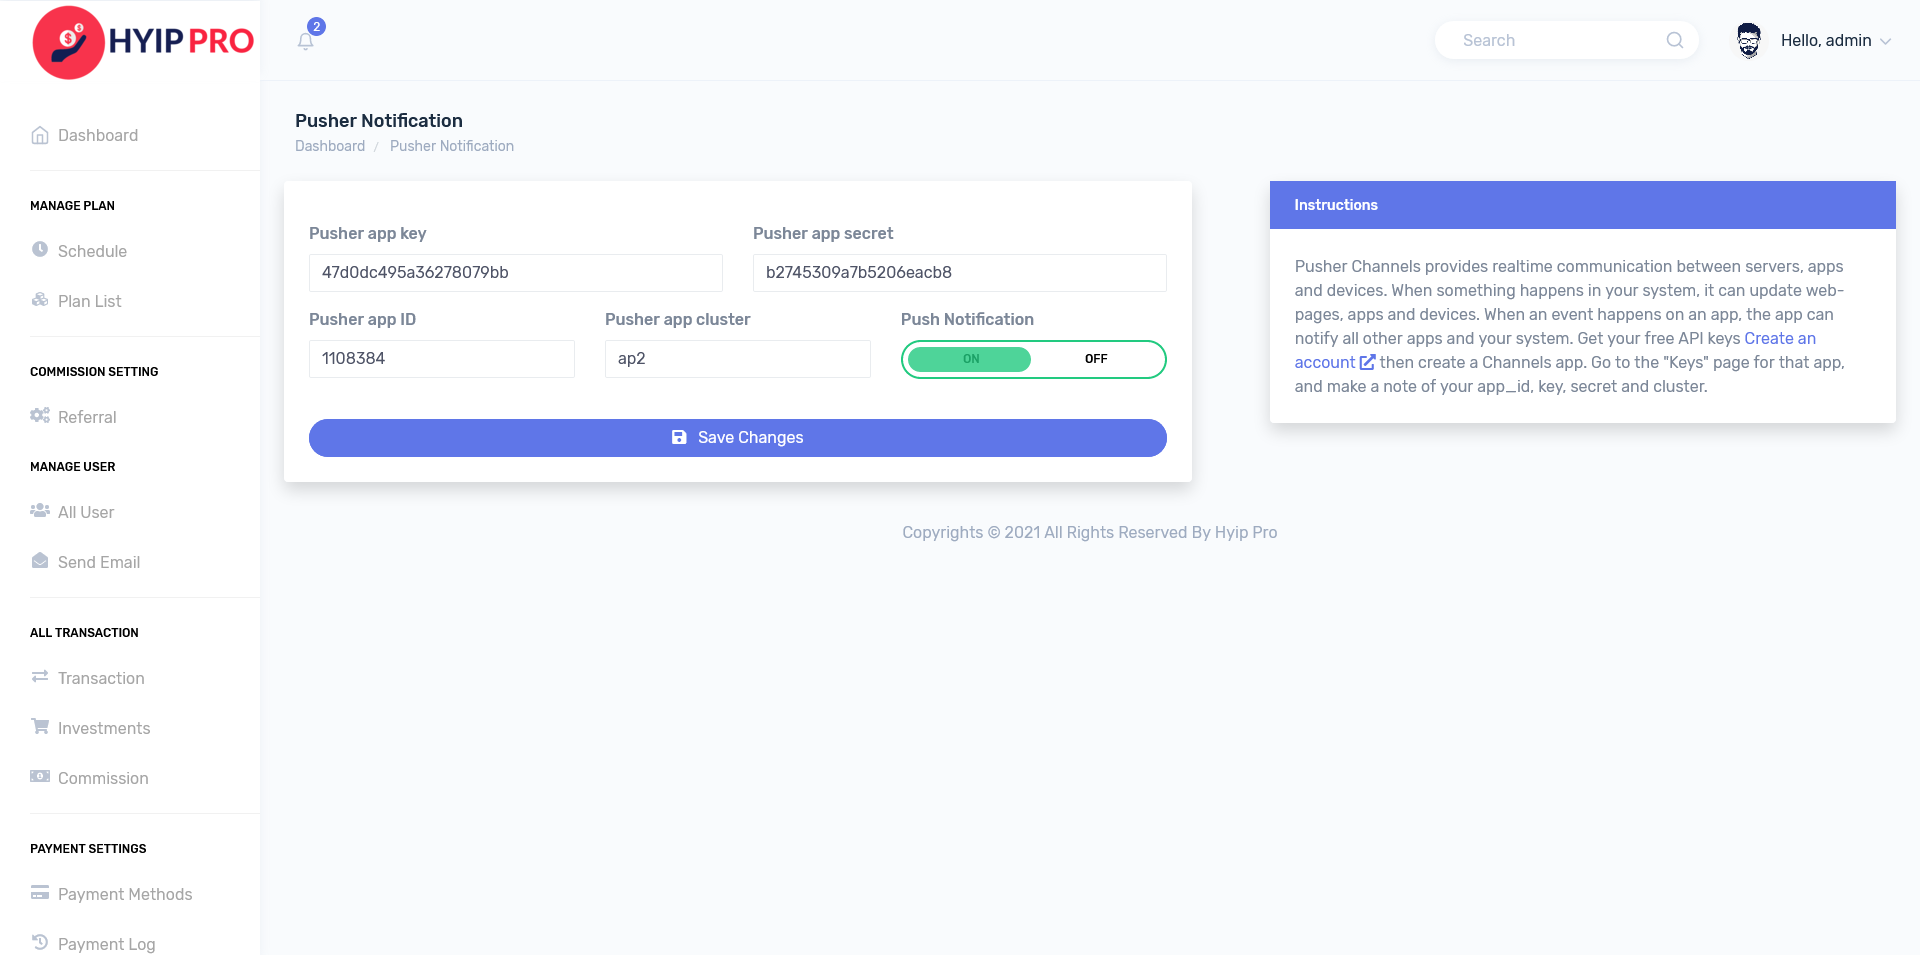 HYIP PRO
2
Search
Hello, admin
Dashboard
MANAGE PLAN
Schedule
Plan List
COMMISSION SETTING
Referral
MANAGE USER
All User
Send Email
ALL TRANSACTION
Transaction
Investments
Commission
PAYMENT SETTINGS
Payment Methods
Payment Log
Pusher Notification
Dashboard / Pusher Notification
Pusher app key
47d0dc495a36278079bb
Pusher app secret
b2745309a7b5206eacb8
Pusher app ID
1108384
Pusher app cluster
ap2
Push Notification
ON OFF
Save Changes
Instructions
Pusher Channels provides realtime communication between servers, apps
and devices. When something happens in your system, it can update web-
pages, apps and devices. When an event happens on an app, the app can
notify all other apps and your system. Get your free API keys Create an
account then create a Channels app. Go to the "Keys" page for that app,
and make a note of your app_id, key, secret and cluster.
Copyrights © 2021 All Rights Reserved By Hyip Pro